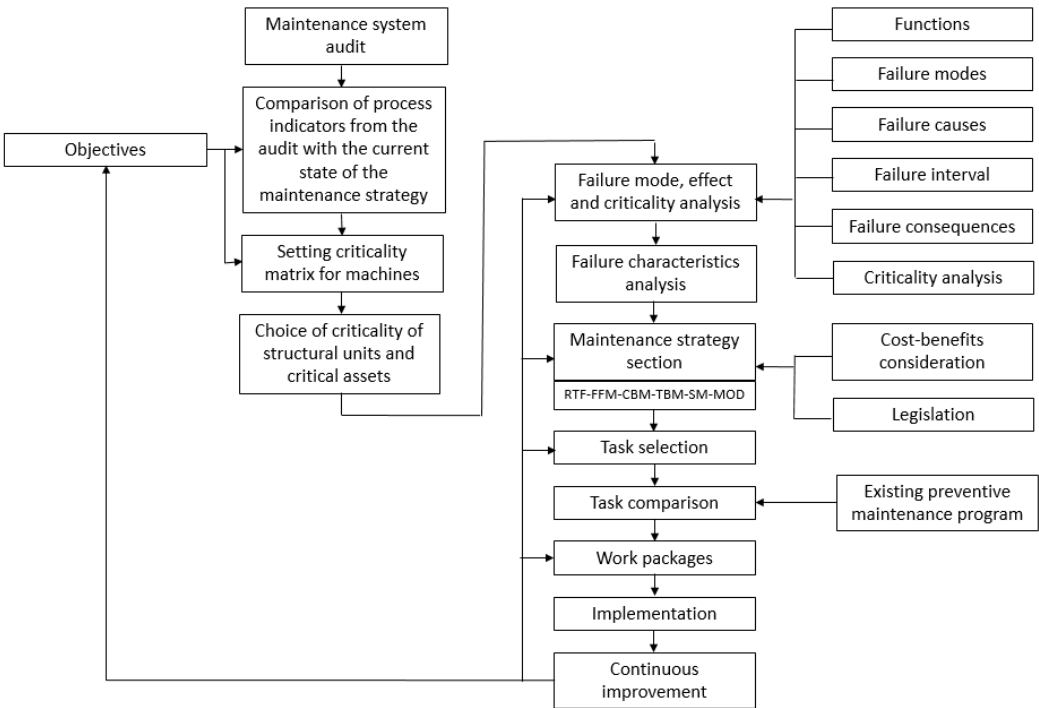 Maintenance system
audit
Comparison of process
indicators from the
audit with the current
state of the
maintenance strategy
Objectives
Setting criticality
matrix for machines
Choice of criticality of
structural units and
critical assets
Failure mode, effect
and criticality analysis
Failure characteristics
analysis
Maintenance strategy
section
RTF-FFM-CBM-TBM-SM-MOD
Task selection
Task comparison
Work packages
Implementation
Continuous
improvement
Functions
Failure modes
Failure causes
Failure interval
Failure consequences
Criticality analysis
Cost-benefits
consideration
Legislation
Existing preventive
maintenance program